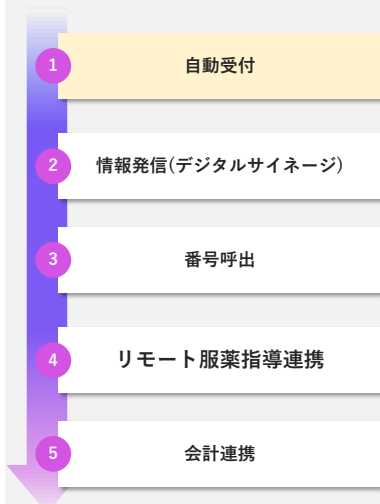 1
自動受付
2
情報発信(デジタルサイネージ)
3
番号呼出
4
リモート服薬指導連携
5
会計連携